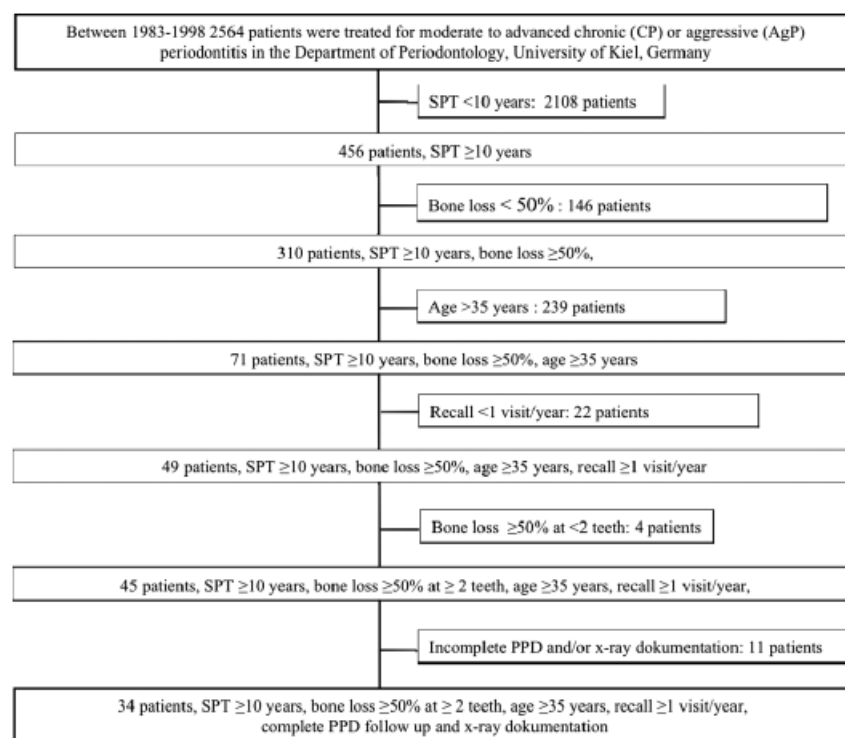 Between 1983-1998 2564 patients were treated for moderate to advanced chronic (CP) or aggressive (AgP)
periodontitis in the Department of Periodontology, University of Kiel, Germany
SPT <10 years: 2108 patients
456 patients, SPT ≥10 years
Bone loss < 50% : 146 patients
310 patients, SPT ≥10 years, bone loss ≥50%,
Age >35 years : 239 patients
71 patients, SPT ≥10 years, bone loss ≥50%, age ≥35 years
Recall <1 visit/year: 22 patients
49 patients, SPT ≥10 years, bone loss ≥50%, age ≥35 years, recall ≥1 visit/year
Bone loss ≥50% at <2 teeth: 4 patients
45 patients, SPT ≥10 years, bone loss ≥50% at ≥ 2 teeth, age ≥35 years, recall ≥1 visit/year,
Incomplete PPD and/or x-ray dokumentation: 11 patients
34 patients, SPT ≥10 years, bone loss ≥50% at ≥ 2 teeth, age ≥35 years, recall ≥1 visit/year,
complete PPD follow up and x-ray dokumentation